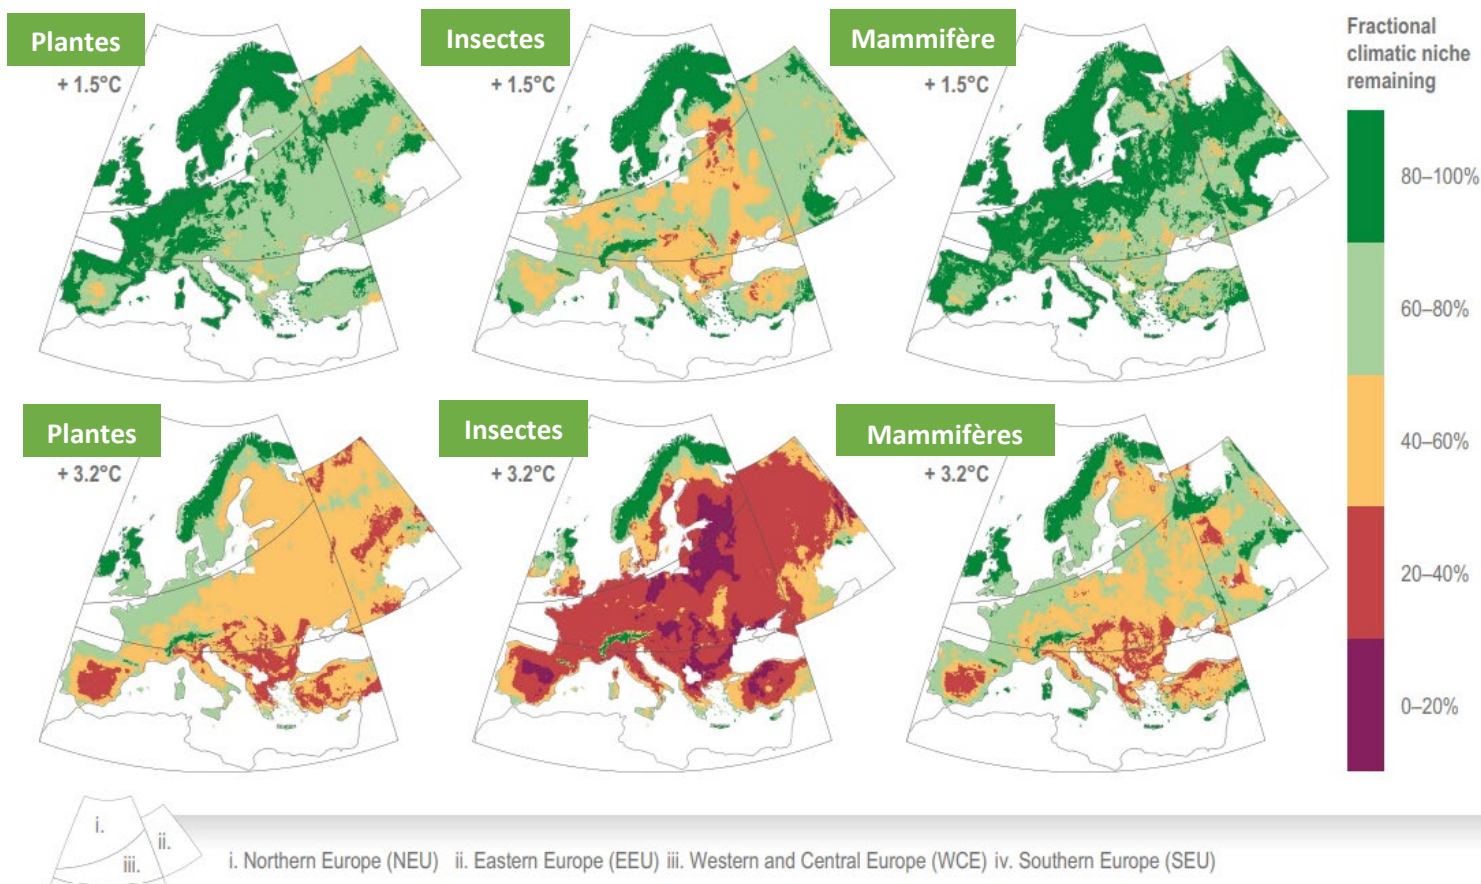 Plantes
+ 1.5°C
Insectes
+ 1.5°C
Mammifère
+ 1.5°C
Fractional
climatic niche
remaining
80–100%
60–80%
40–60%
20–40%
0–20%
Plantes
+ 3.2°C
Insectes
+ 3.2°C
Mammifères
+ 3.2°C
i.
ii.
iii.
i. Northern Europe (NEU) ii. Eastern Europe (EEU) iii. Western and Central Europe (WCE) iv. Southern Europe (SEU)